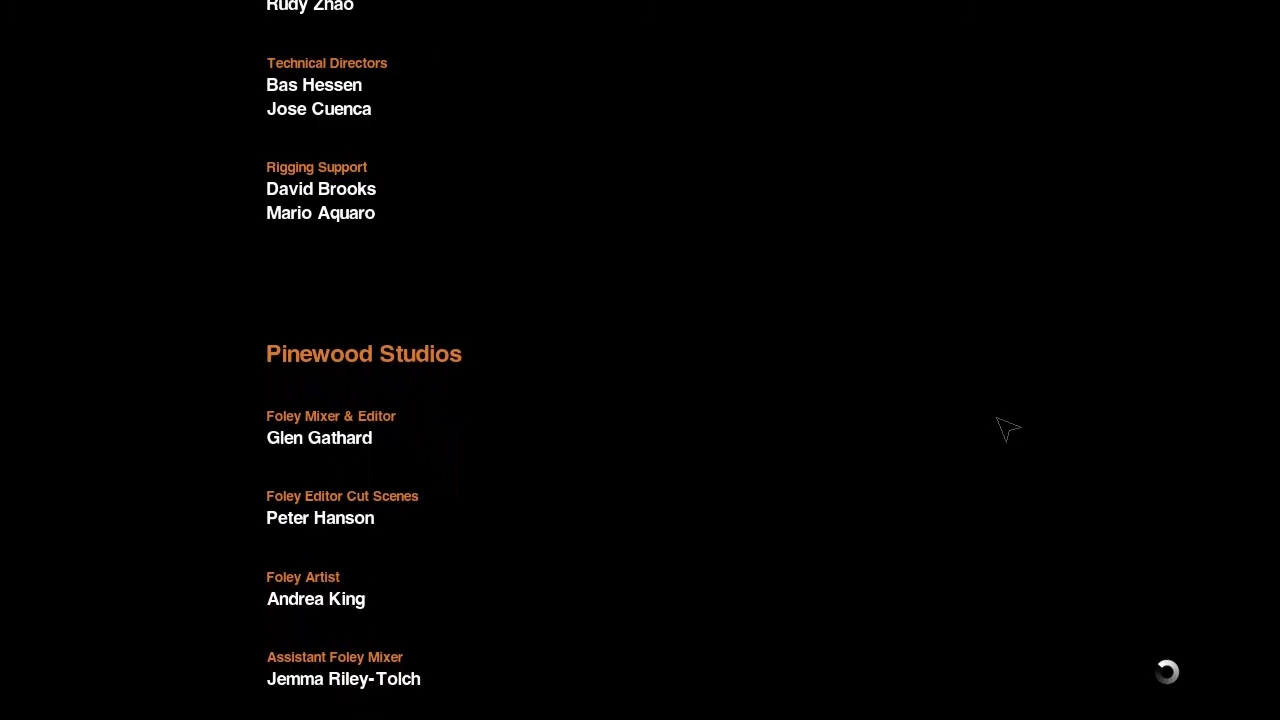 Rudy Zhao
Technical Directors
Bas Hessen
Jose Cuenca
Rigging Support
David Brooks
Mario Aquaro
Pinewood Studios
Foley Mixer & Editor
Glen Gathard
Foley Editor Cut Scenes
Peter Hanson
Foley Artist
Andrea King
Assistant Foley Mixer
Jemma Riley-Tolch